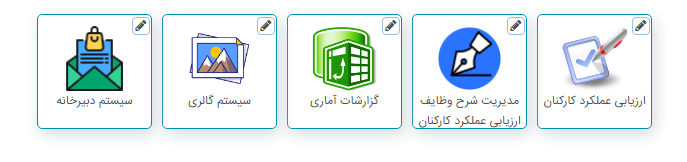 ارزیابی عملکرد کارکنان
مدیریت شرح وظایف
ارزیابی عملکرد کارکنان
گزارشات آماری
سیستم گالری
سیستم دبیرخانه